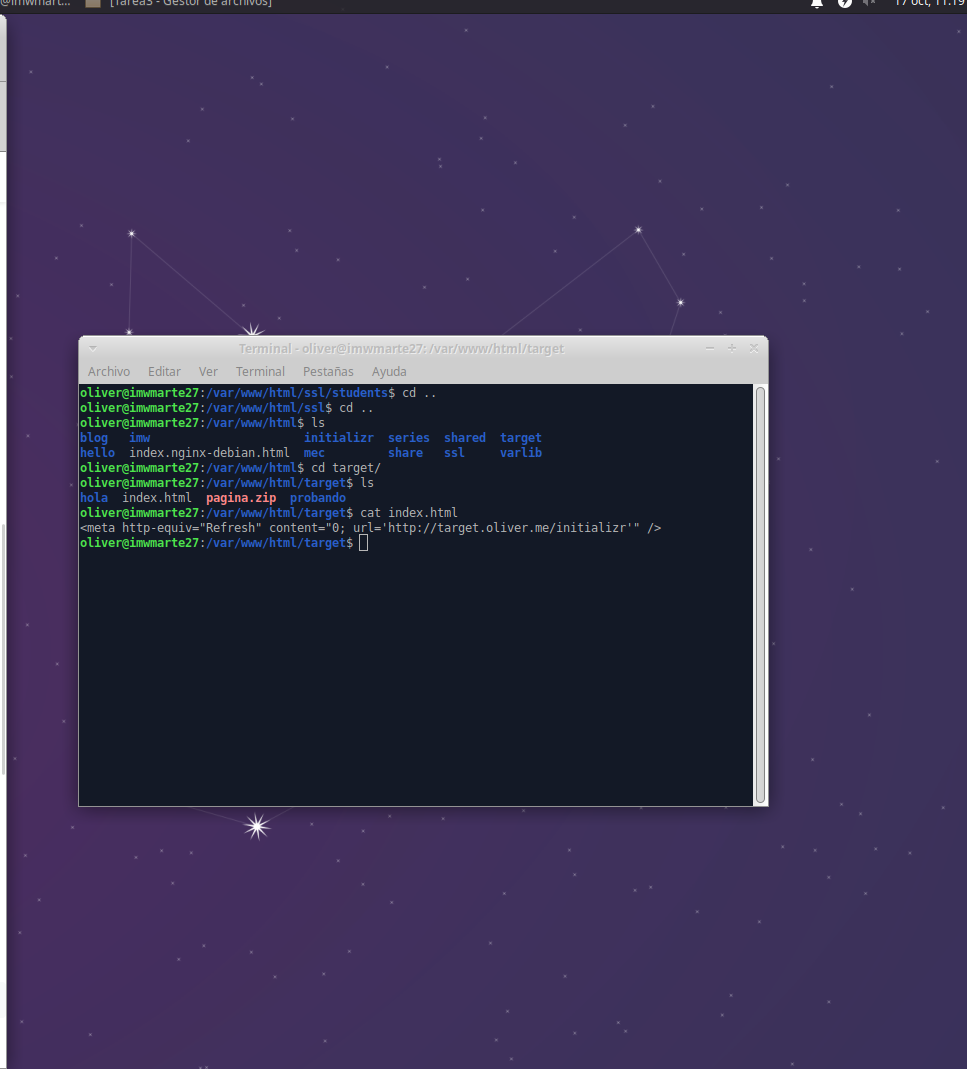 @imwmart... [Tarea3 - Gestor de archivos] 17 oct, 11:19
Terminal - oliver@imwmarte27: /var/www/html/target
Archivo Editar Ver Terminal Pestañas Ayuda
oliver@imwmarte27:/var/www/html/ssl/students$ cd ..
oliver@imwmarte27:/var/www/html/ssl$ cd ..
oliver@imwmarte27:/var/www/html$ ls
blog imw initializr series shared target
hello index.nginx-debian.html mec share ssl varlib
oliver@imwmarte27:/var/www/html$ cd target/
oliver@imwmarte27:/var/www/html/target$ ls
hola index.html pagina.zip probando
oliver@imwmarte27:/var/www/html/target$ cat index.html
<meta http-equiv="Refresh" content="0; url='http://target.oliver.me/initializr'" />
oliver@imwmarte27:/var/www/html/target$